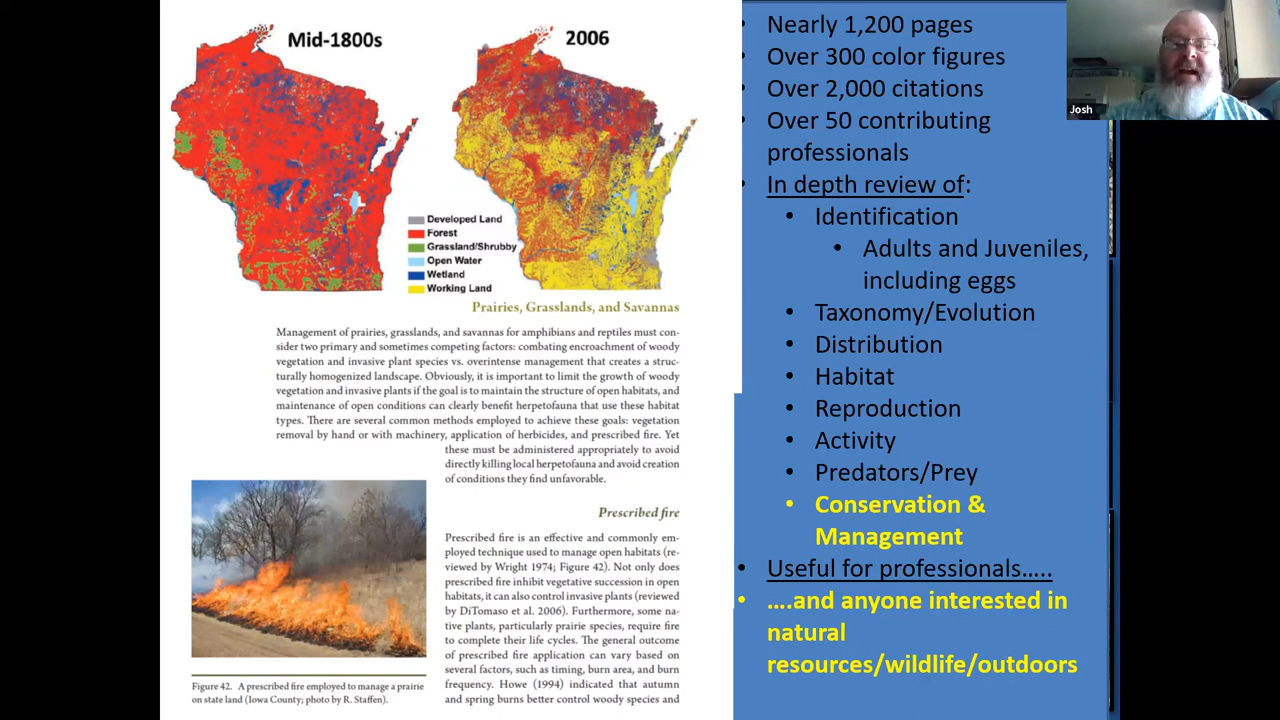 Mid-1800s
2006
Developed Land
Forest
Grassland/Shrubby
Open Water
Wetland
Working Land
Prairies, Grasslands, and Savannas
Management of prairies, grasslands, and savannas for amphibians and reptiles must con-
sider two primary and sometimes competing factors: combating encroachment of woody
vegetation and invasive plant species vs. overintense management that creates a struc-
turally homogenized landscape. Obviously, it is important to limit the growth of woody
vegetation and invasive plants if the goal is to maintain the structure of open habitats, and
maintenance of open conditions can clearly benefit herpetofauna that use these habitat
types. There are several common methods employed to achieve these goals: vegetation
removal by hand or with machinery, application of herbicides, and prescribed fire. Yet
these must be administered appropriately to avoid
directly killing local herpetofauna and avoid creation
of conditions they find unfavorable.
Prescribed fire
Prescribed fire is an effective and commonly em-
ployed technique used to manage open habitats (re-
viewed by Wright 1974; Figure 42). Not only does
prescribed fire inhibit vegetative succession in open
habitats, it can also control invasive plants (reviewed
by DiTomaso et al. 2006). Furthermore, some na-
tive plants, particularly prairie species, require fire
to complete their life cycles. The general outcome
of prescribed fire application can vary based on
several factors, such as timing, burn area, and burn
frequency. Howe (1994) indicated that autumn
and spring burns better control woody species and
Figure 42. A prescribed fire employed to manage a prairie
on state land (Iowa County; photo by R. Staffen).
• Nearly 1,200 pages
• Over 300 color figures
• Over 2,000 citations
• Over 50 contributing
professionals
• In depth review of:
• Identification
• Adults and Juveniles,
including eggs
• Taxonomy/Evolution
• Distribution
• Habitat
• Reproduction
• Activity
• Predators/Prey
• Conservation &
Management
• Useful for professionals…..
• ….and anyone interested in
natural
resources/wildlife/outdoors
Josh